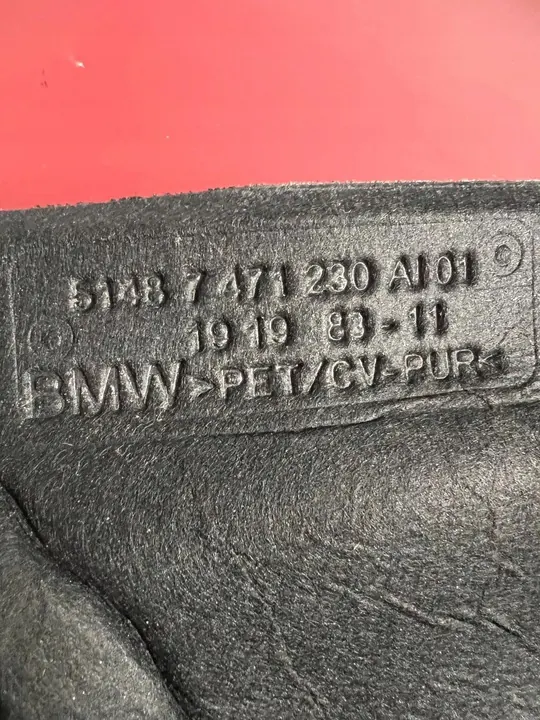 5148 7 471 230 AI 01
19 19 83-11
BMW >PET/CV-PUR<